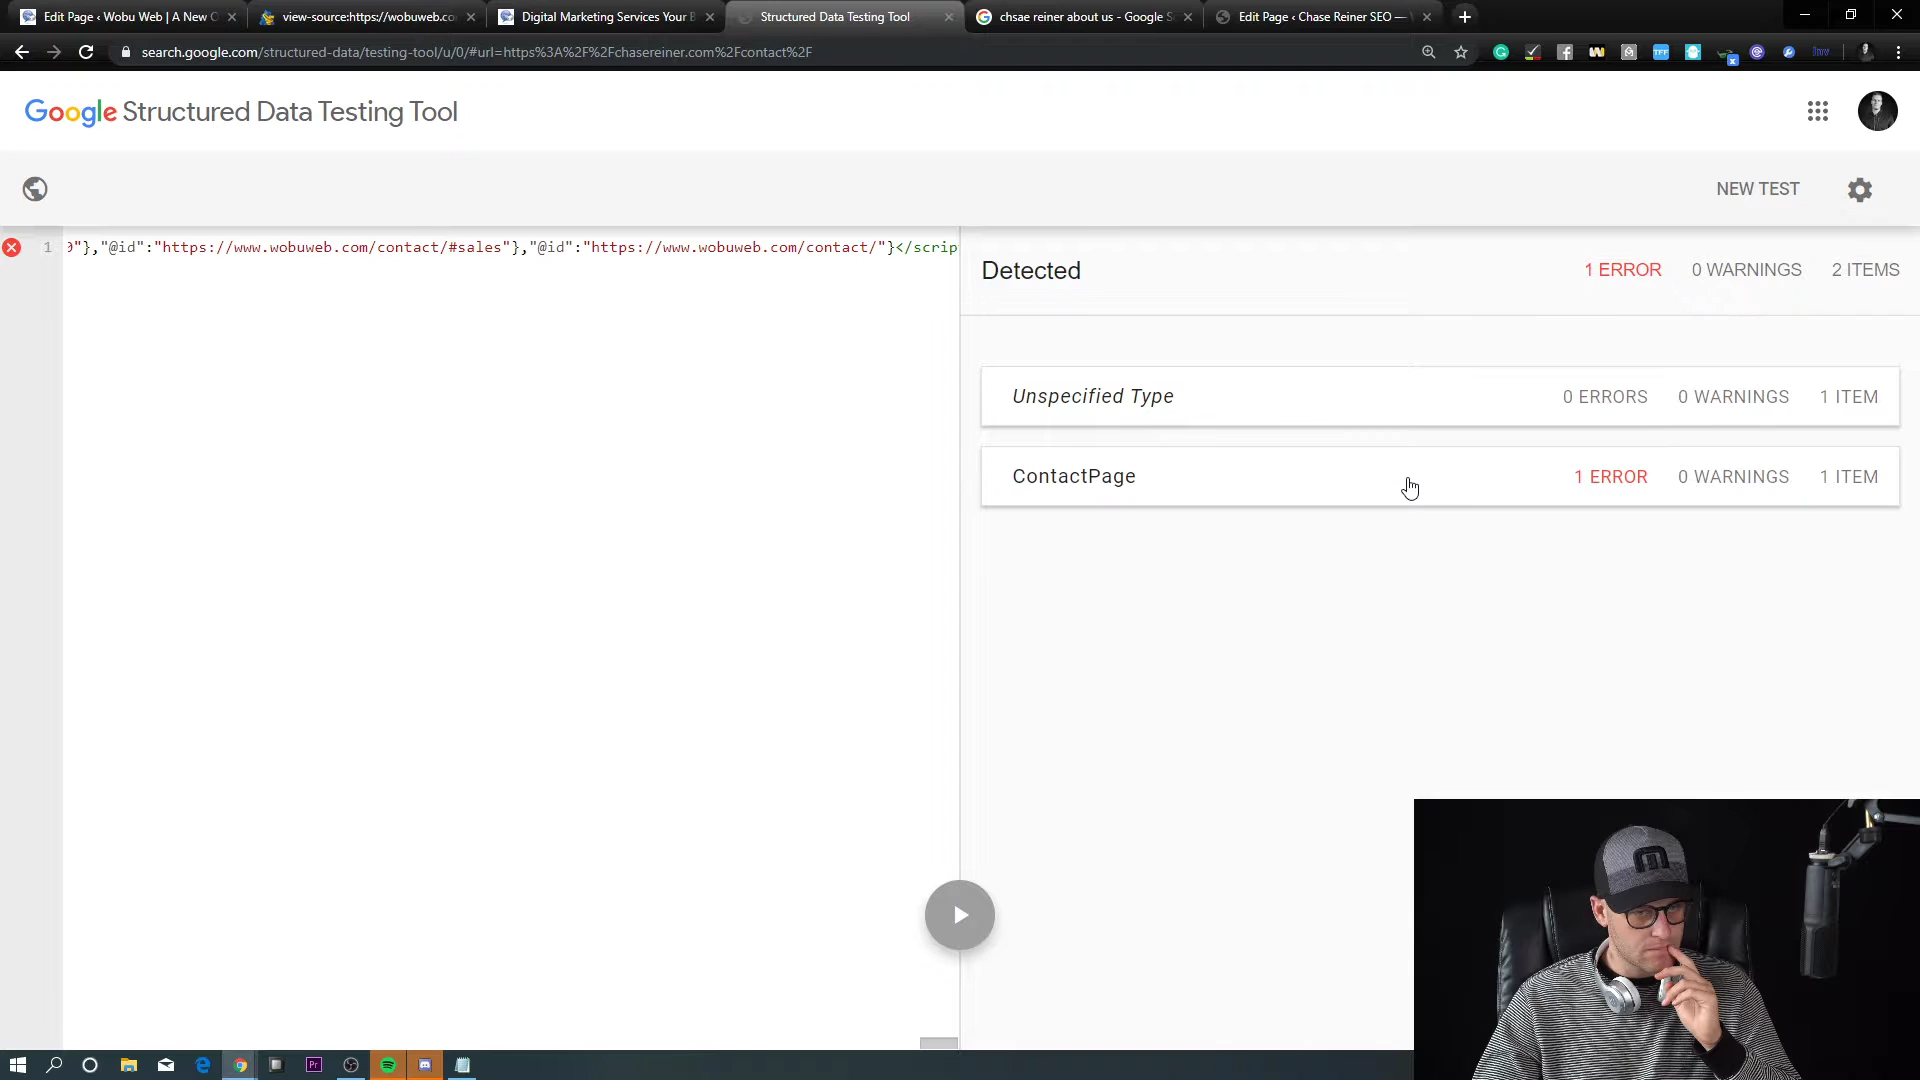 Edit Page ‹ Wobu Web | A New C
view-source:https://wobuweb.co
Digital Marketing Services Your B
Structured Data Testing Tool
chsae reiner about us - Google S
Edit Page ‹ Chase Reiner SEO —
search.google.com/structured-data/testing-tool/u/0/#url=https%3A%2F%2Fchasereiner.com%2Fcontact%2F
Google Structured Data Testing Tool
NEW TEST
1 "},"@id":"https://www.wobuweb.com/contact/#sales"},"@id":"https://www.wobuweb.com/contact/"}</scrip
Detected 1 ERROR 0 WARNINGS 2 ITEMS
Unspecified Type 0 ERRORS 0 WARNINGS 1 ITEM
ContactPage 1 ERROR 0 WARNINGS 1 ITEM